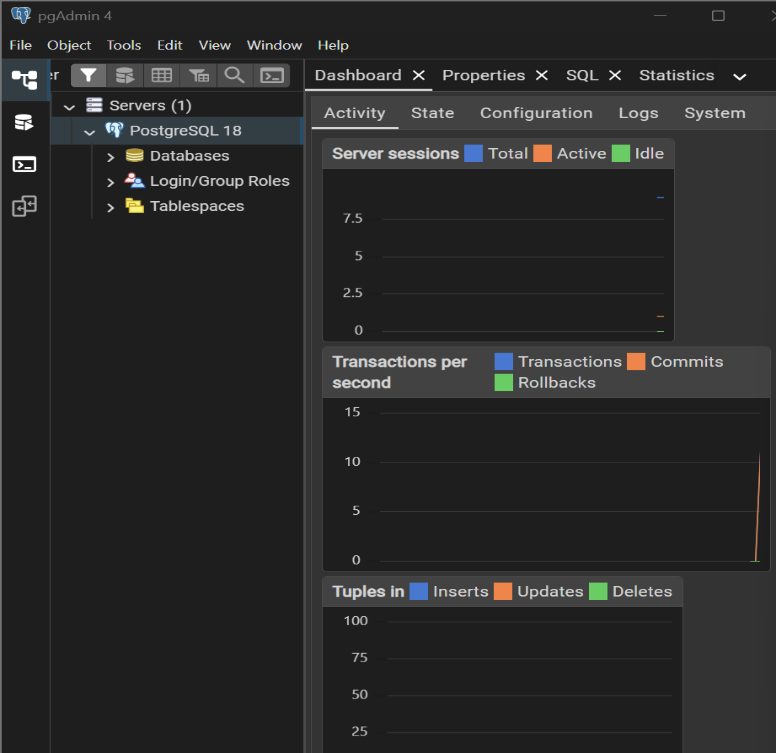 pgAdmin 4
File Object Tools Edit View Window Help
er
Dashboard Properties SQL Statistics
Servers (1)
PostgreSQL 18
Databases
Login/Group Roles
Tablespaces
Activity State Configuration Logs System
Server sessions Total Active Idle
7.5
5
2.5
0
Transactions per second Transactions Commits
Rollbacks
15
10
5
0
Tuples in Inserts Updates Deletes
100
75
50
25